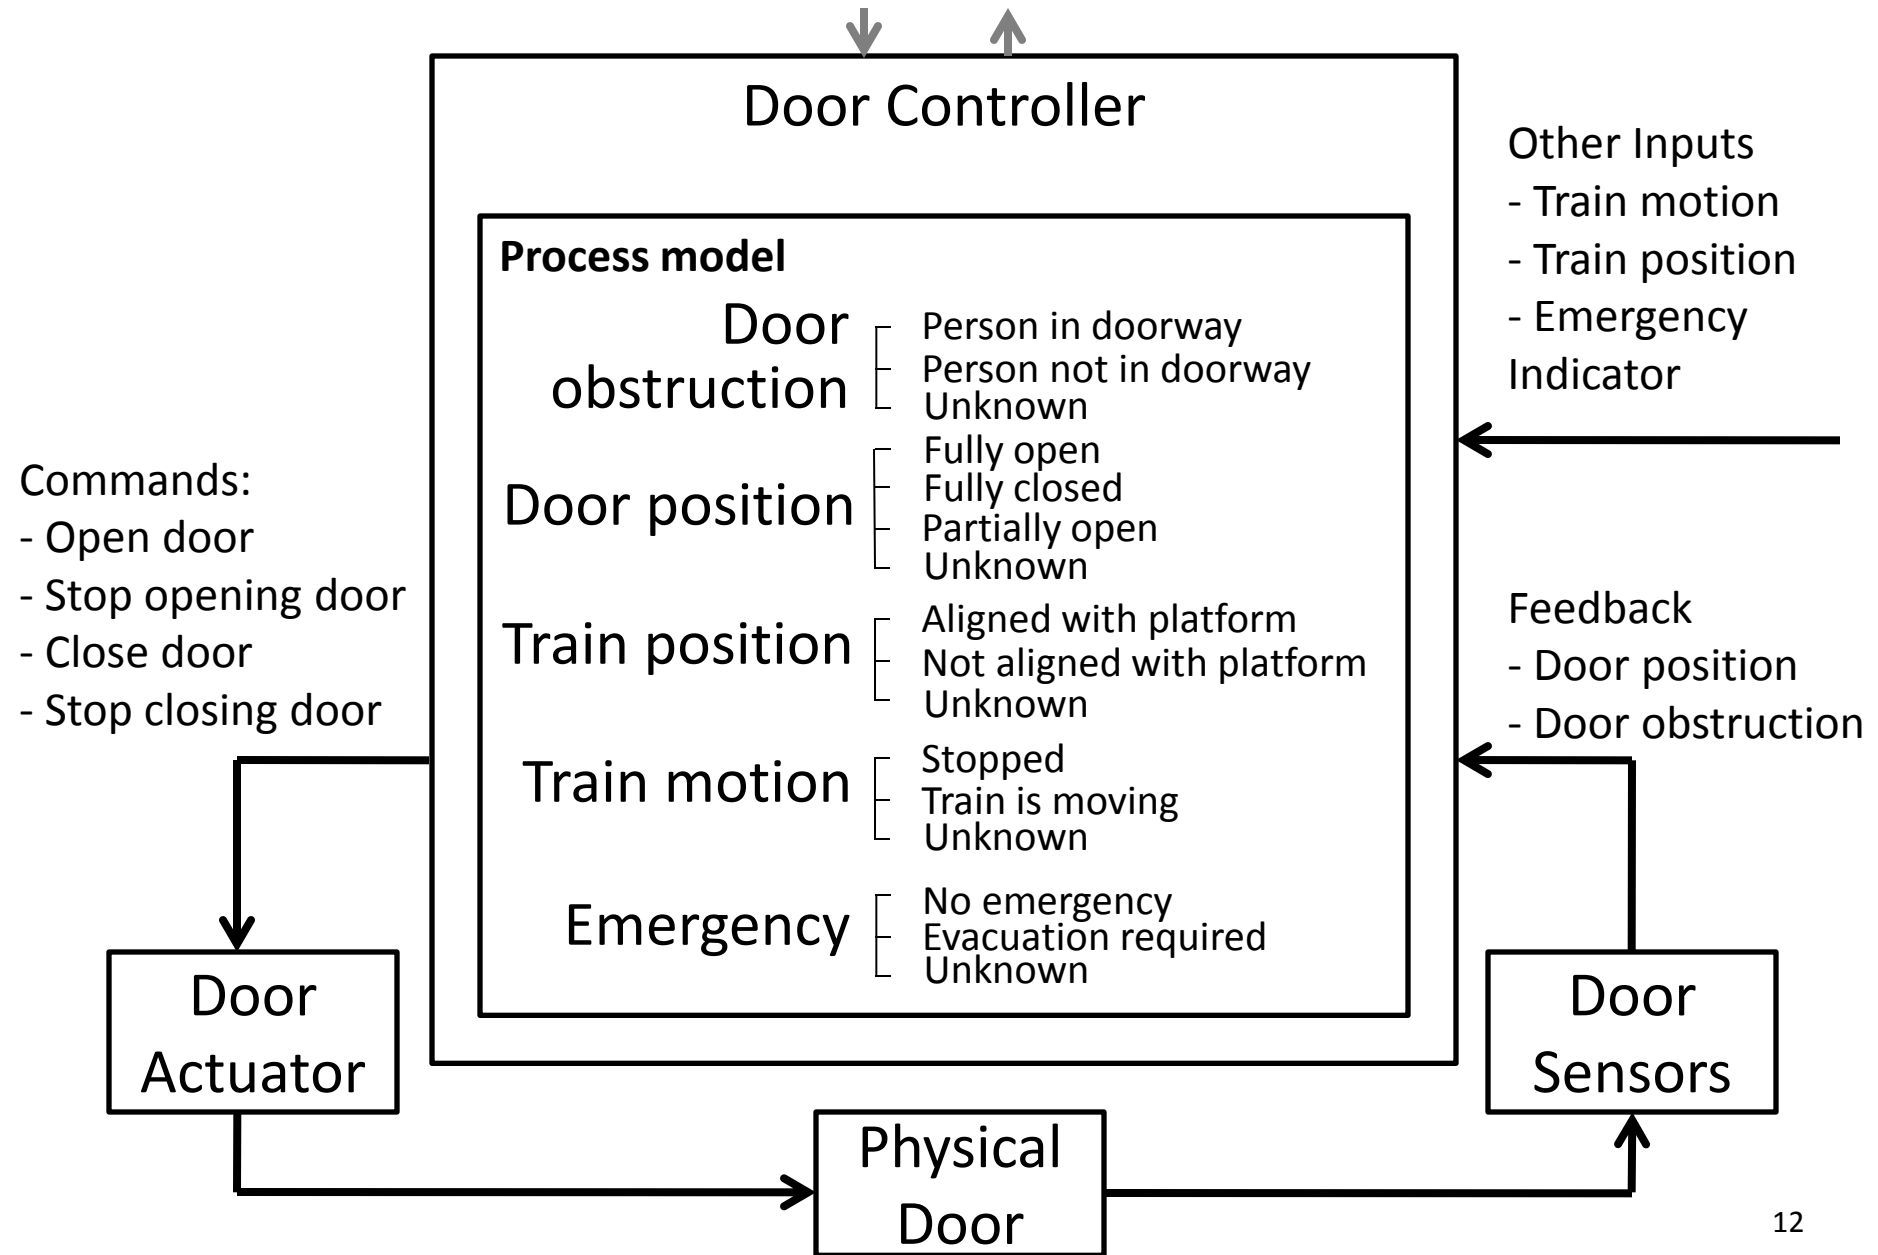 Door Controller
Other Inputs
- Train motion
- Train position
- Emergency
Indicator
Process model
Door
obstruction
Person in doorway
Person not in doorway
Unknown
Door position
Fully open
Fully closed
Partially open
Unknown
Train position
Aligned with platform
Not aligned with platform
Unknown
Train motion
Stopped
Train is moving
Unknown
Emergency
No emergency
Evacuation required
Unknown
Commands:
- Open door
- Stop opening door
- Close door
- Stop closing door
Feedback
- Door position
- Door obstruction
Door
Actuator
Physical
Door
Door
Sensors
12